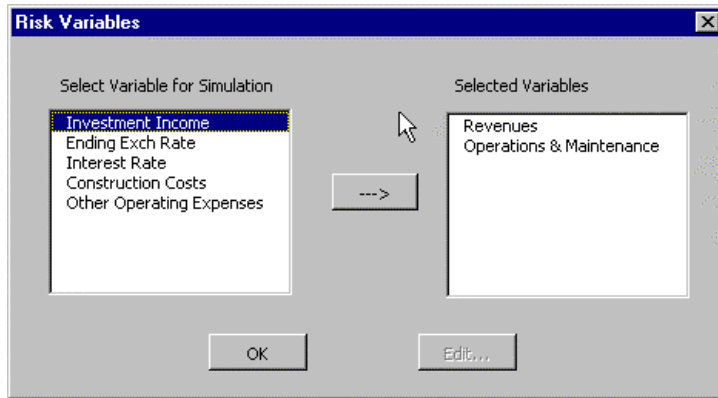 Risk Variables
Select Variable for Simulation
Investment Income
Ending Exch Rate
Interest Rate
Construction Costs
Other Operating Expenses
--->
Selected Variables
Revenues
Operations & Maintenance
OK
Edit...